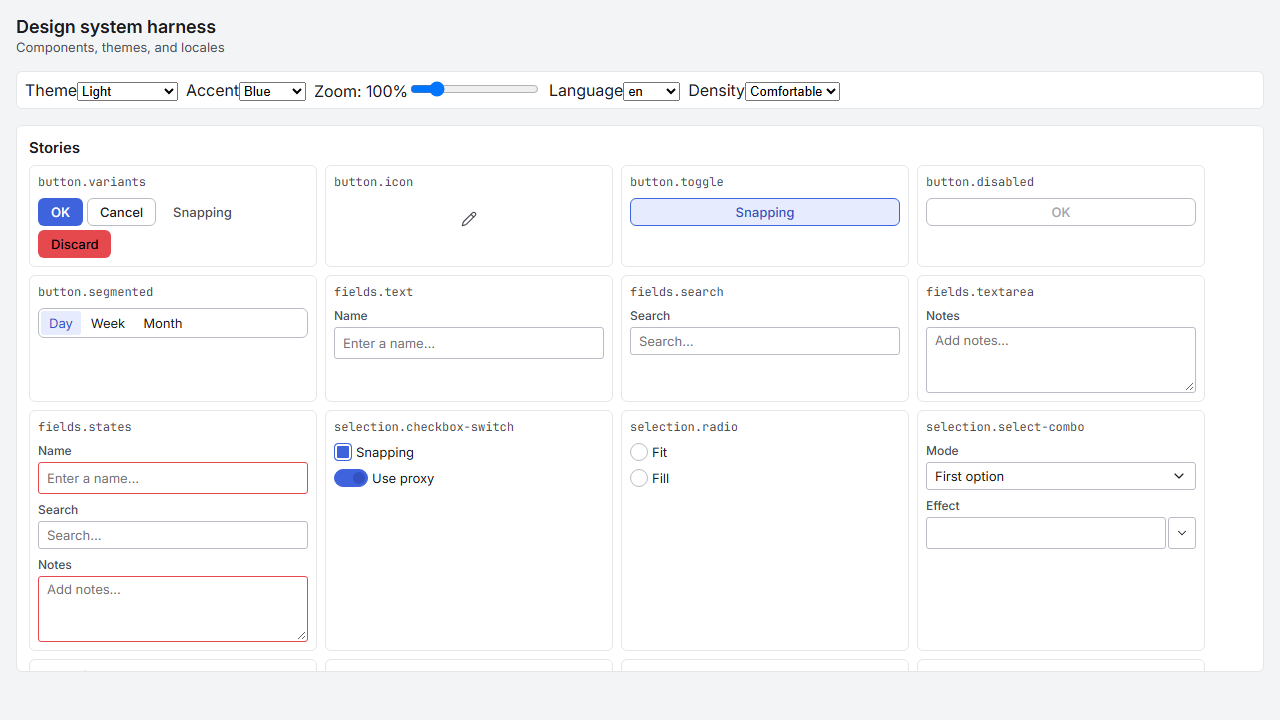 Design system harness
Components, themes, and locales
Theme Light Accent Blue Zoom: 100% Language en Density Comfortable
Stories
button.variants
OK Cancel Snapping
Discard
button.icon
button.toggle
Snapping
button.disabled
OK
button.segmented
Day Week Month
fields.text
Name
Enter a name...
fields.search
Search
Search...
fields.textarea
Notes
Add notes...
fields.states
Name
Enter a name...
Search
Search...
Notes
Add notes...
selection.checkbox-switch
Snapping
Use proxy
selection.radio
Fit
Fill
selection.select-combo
Mode
First option
Effect